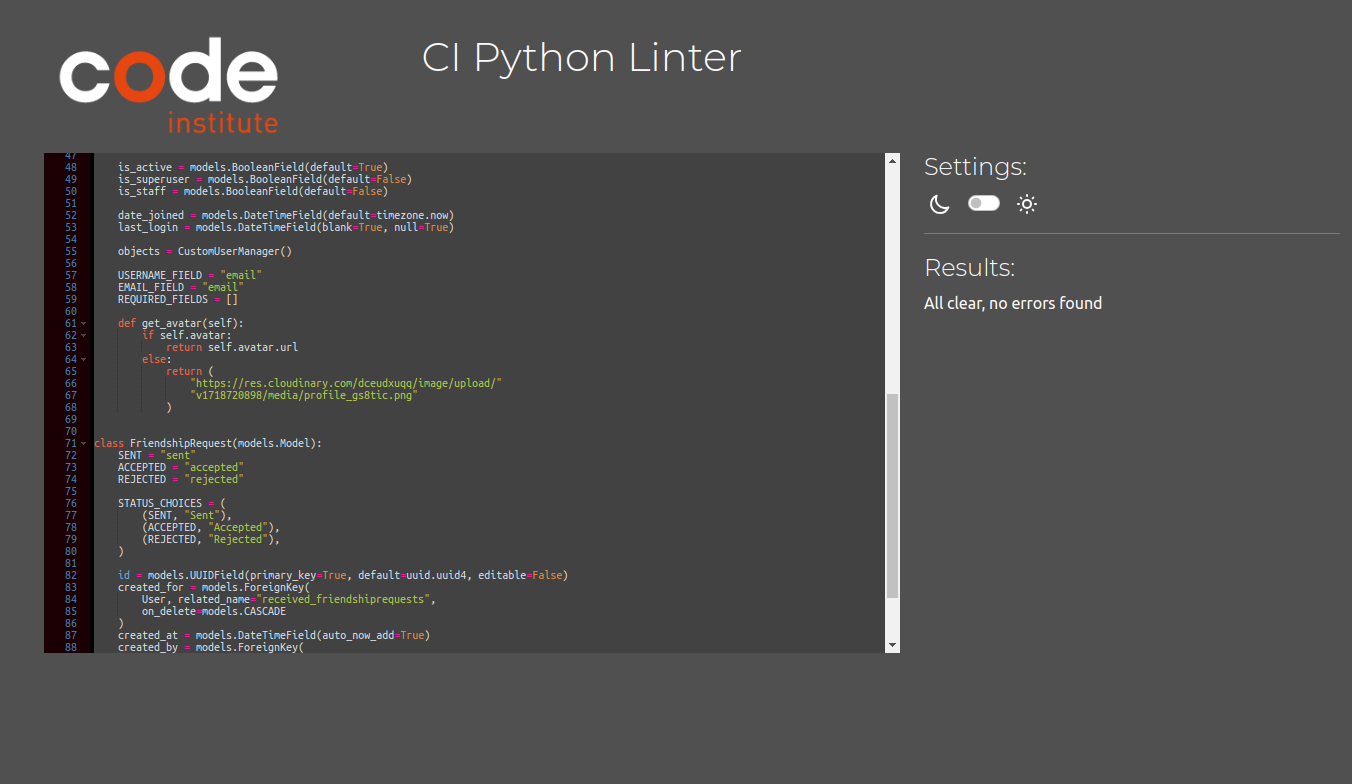 code
institute
CI Python Linter
47
48 is_active = models.BooleanField(default=True)
49 is_superuser = models.BooleanField(default=False)
50 is_staff = models.BooleanField(default=False)
51
52 date_joined = models.DateTimeField(default=timezone.now)
53 last_login = models.DateTimeField(blank=True, null=True)
54
55 objects = CustomUserManager()
56
57 USERNAME_FIELD = "email"
58 EMAIL_FIELD = "email"
59 REQUIRED_FIELDS = []
60
61 def get_avatar(self):
62 if self.avatar:
63 return self.avatar.url
64 else:
65 return (
66 "https://res.cloudinary.com/dceudxuqq/image/upload/"
67 "v1718720898/media/profile_gs8tic.png"
68 )
69
70
71 class FriendshipRequest(models.Model):
72 SENT = "sent"
73 ACCEPTED = "accepted"
74 REJECTED = "rejected"
75
76 STATUS_CHOICES = (
77 (SENT, "Sent"),
78 (ACCEPTED, "Accepted"),
79 (REJECTED, "Rejected"),
80 )
81
82 id = models.UUIDField(primary_key=True, default=uuid.uuid4, editable=False)
83 created_for = models.ForeignKey(
84 User, related_name="received_friendshiprequests",
85 on_delete=models.CASCADE
86 )
87 created_at = models.DateTimeField(auto_now_add=True)
88 created_by = models.ForeignKey(
Settings:
Results:
All clear, no errors found